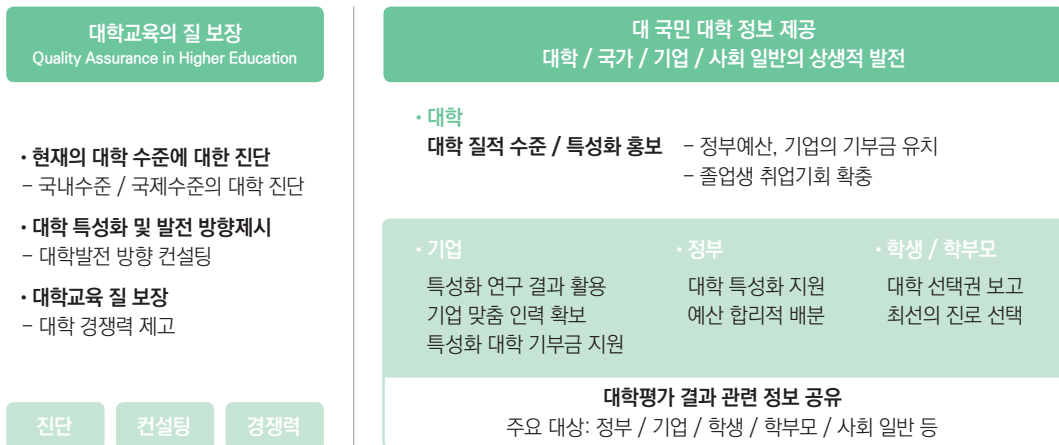 대학교육의 질 보장
Quality Assurance in Higher Education
· 현재의 대학 수준에 대한 진단
– 국내수준 / 국제수준의 대학 진단
· 대학 특성화 및 발전 방향제시
– 대학발전 방향 컨설팅
· 대학교육 질 보장
– 대학 경쟁력 제고
진단
컨설팅
경쟁력
대 국민 대학 정보 제공
대학 / 국가 / 기업 / 사회 일반의 상생적 발전
· 대학
대학 질적 수준 / 특성화 홍보 – 정부예산, 기업의 기부금 유치
– 졸업생 취업기회 확충
· 기업
특성화 연구 결과 활용
기업 맞춤 인력 확보
특성화 대학 기부금 지원
· 정부
대학 특성화 지원
예산 합리적 배분
· 학생 / 학부모
대학 선택권 보고
최선의 진로 선택
대학평가 결과 관련 정보 공유
주요 대상: 정부 / 기업 / 학생 / 학부모 / 사회 일반 등